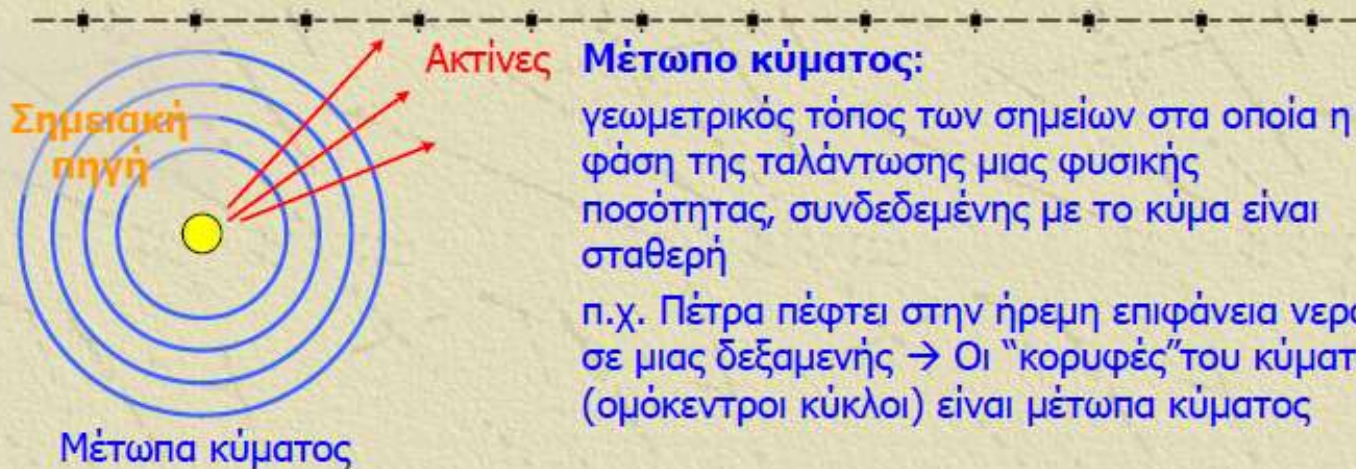 Ακτίνες
Σημειακή
πηγή
Μέτωπα κύματος
Μέτωπο κύματος:
γεωμετρικός τόπος των σημείων στα οποία η
φάση της ταλάντωσης μιας φυσικής
ποσότητας, συνδεδεμένης με το κύμα είναι
σταθερή
π.χ. Πέτρα πέφτει στην ήρεμη επιφάνεια
σε μιας δεξαμενής → Οι “κορυφές”του
(ομόκεντροι κύκλοι) είναι μέτωπα κύματος